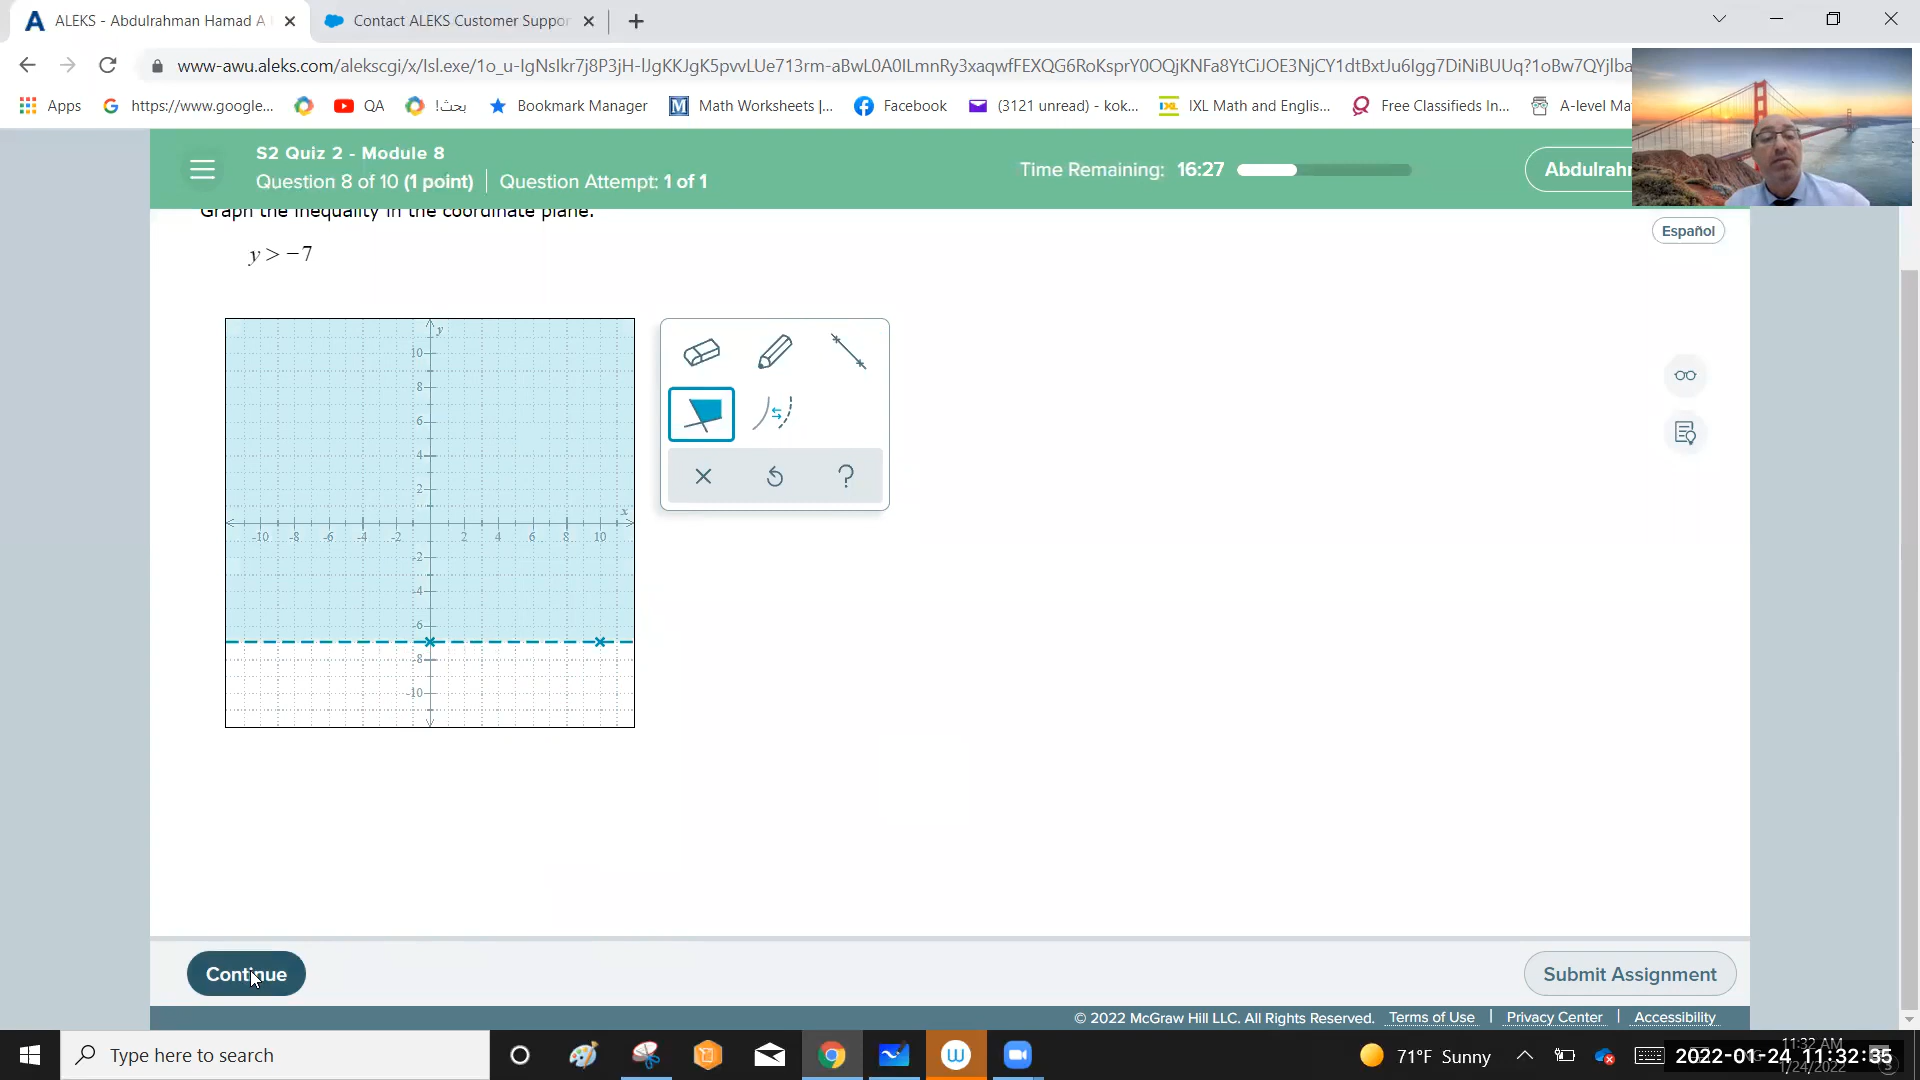 ALEKS - Abdulrahman Hamad A
Contact ALEKS Customer Suppor
www-awu.aleks.com/alekscgi/x/Isl.exe/1o_u-IgNsIkr7j8P3jH-lJgKKJgK5pvvLUe713rm-aBwL0A0ILmnRy3xaqwfFEXQG6RoKsprY0OQjKNFa8YtCiJOE3NjCY1dtBxtJu6Igg7DiNiBUUq?1oBw7QYjlba
Apps
https://www.google...
QA
بحث!
Bookmark Manager
Math Worksheets |...
Facebook
(3121 unread) - kok...
IXL Math and Englis...
Free Classifieds In...
A-level Ma
S2 Quiz 2 - Module 8
Question 8 of 10 (1 point)
Question Attempt: 1 of 1
Time Remaining: 16:27
Abdulrah
Español
Graph the inequality in the coordinate plane.
y > −7
y
10
8
6
4
2
x
-10 -8 -6 -4 -2 2 4 6 8 10
-2
-4
-6
-8
-10
?
Continue
Submit Assignment
© 2022 McGraw Hill LLC. All Rights Reserved. Terms of Use | Privacy Center | Accessibility
Type here to search
71°F Sunny
11:32 AM
1/24/2022
2022-01-24 11:32:35